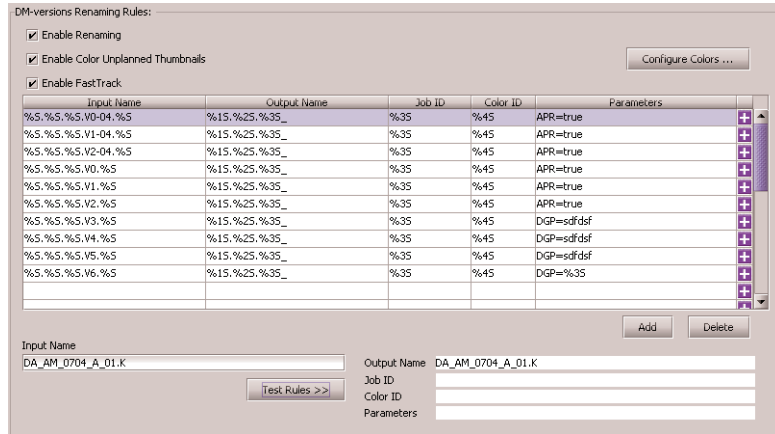 DM-versions Renaming Rules:
Enable Renaming
Enable Color Unplanned Thumbnails
Configure Colors ...
Enable FastTrack
Input Name Output Name Job ID Color ID Parameters
%S.%S.%S.V0-04.%S %1S.%2S.%3S_ %3S %4S APR=true
%S.%S.%S.V1-04.%S %1S.%2S.%3S_ %3S %4S APR=true
%S.%S.%S.V2-04.%S %1S.%2S.%3S_ %3S %4S APR=true
%S.%S.%S.V0.%S %1S.%2S.%3S_ %3S %4S APR=true
%S.%S.%S.V1.%S %1S.%2S.%3S_ %3S %4S APR=true
%S.%S.%S.V2.%S %1S.%2S.%3S_ %3S %4S APR=true
%S.%S.%S.V3.%S %1S.%2S.%3S_ %3S %4S DGP=sdfdsf
%S.%S.%S.V4.%S %1S.%2S.%3S_ %3S %4S DGP=sdfdsf
%S.%S.%S.V5.%S %1S.%2S.%3S_ %3S %4S DGP=sdfdsf
%S.%S.%S.V6.%S %1S.%2S.%3S_ %3S %4S DGP=%3S
Add Delete
Input Name
DA_AM_0704_A_01.K
Test Rules >>
Output Name DA_AM_0704_A_01.K
Job ID
Color ID
Parameters